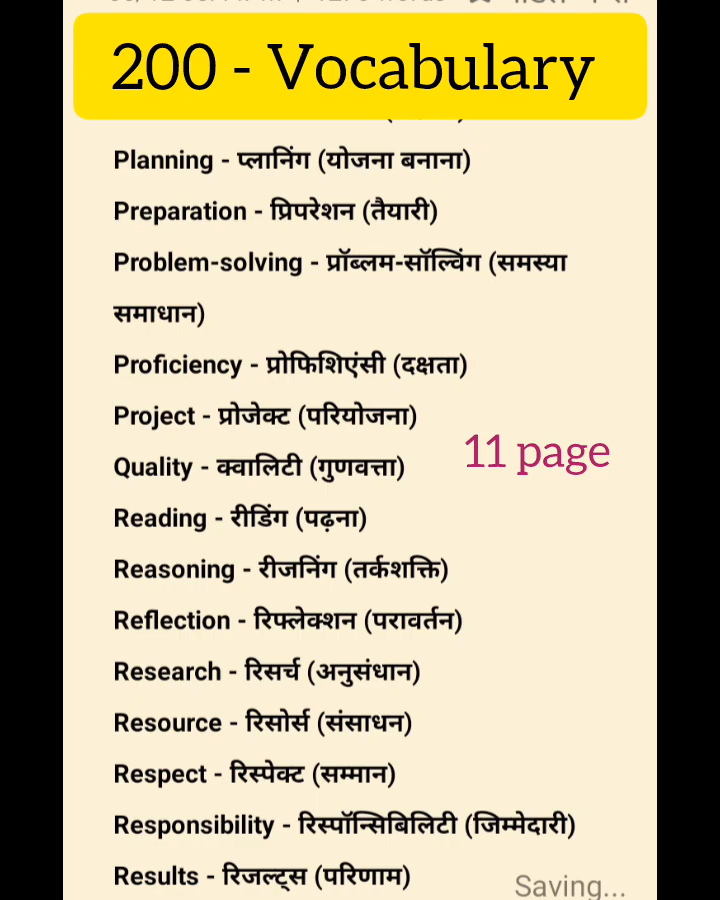 200 - Vocabulary
Planning - प्लानिंग (योजना बनाना)
Preparation - प्रिपरेशन (तैयारी)
Problem-solving - प्रॉब्लम-सॉल्विंग (समस्या
समाधान)
Proficiency - प्रोफिशिएंसी (दक्षता)
Project - प्रोजेक्ट (परियोजना)
11 page
Quality - क्वालिटी (गुणवत्ता)
Reading - रीडिंग (पढ़ना)
Reasoning - रीजनिंग (तर्कशक्ति)
Reflection - रिफ्लेक्शन (परावर्तन)
Research - रिसर्च (अनुसंधान)
Resource - रिसोर्स (संसाधन)
Respect - रिस्पेक्ट (सम्मान)
Responsibility - रिस्पॉन्सिबिलिटी (जिम्मेदारी)
Results - रिजल्ट्स (परिणाम)
Saving...